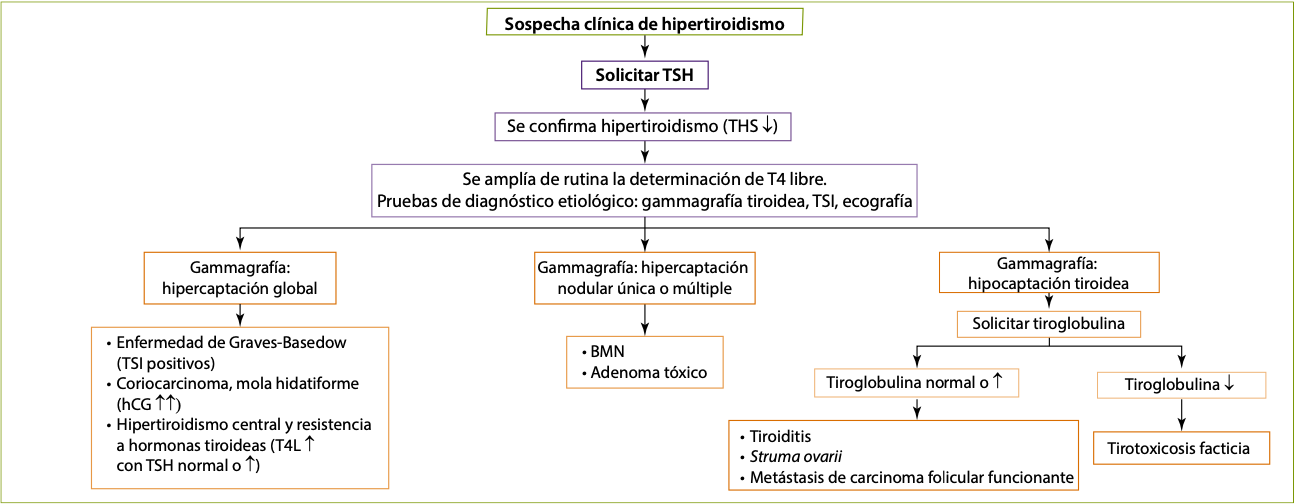 Sospecha clínica de hipertiroidismo
Solicitar TSH
Se confirma hipertiroidismo (THS ↓)
Se amplía de rutina la determinación de T4 libre.
Pruebas de diagnóstico etiológico: gammagrafía tiroidea, TSI, ecografía
Gammagrafía:
hipercaptación global
• Enfermedad de Graves-Basedow
(TSI positivos)
• Coriocarcinoma, mola hidatiforme
(hCG ↑↑)
• Hipertiroidismo central y resistencia
a hormonas tiroideas (T4L ↑
con TSH normal o ↑)
Gammagrafía: hipercaptación
nodular única o múltiple
• BMN
• Adenoma tóxico
Gammagrafía:
hipocaptación tiroidea
Solicitar tiroglobulina
Tiroglobulina normal o ↑
• Tiroiditis
• Struma ovarii
• Metástasis de carcinoma folicular funcionante
Tiroglobulina ↓
Tirotoxicosis facticia